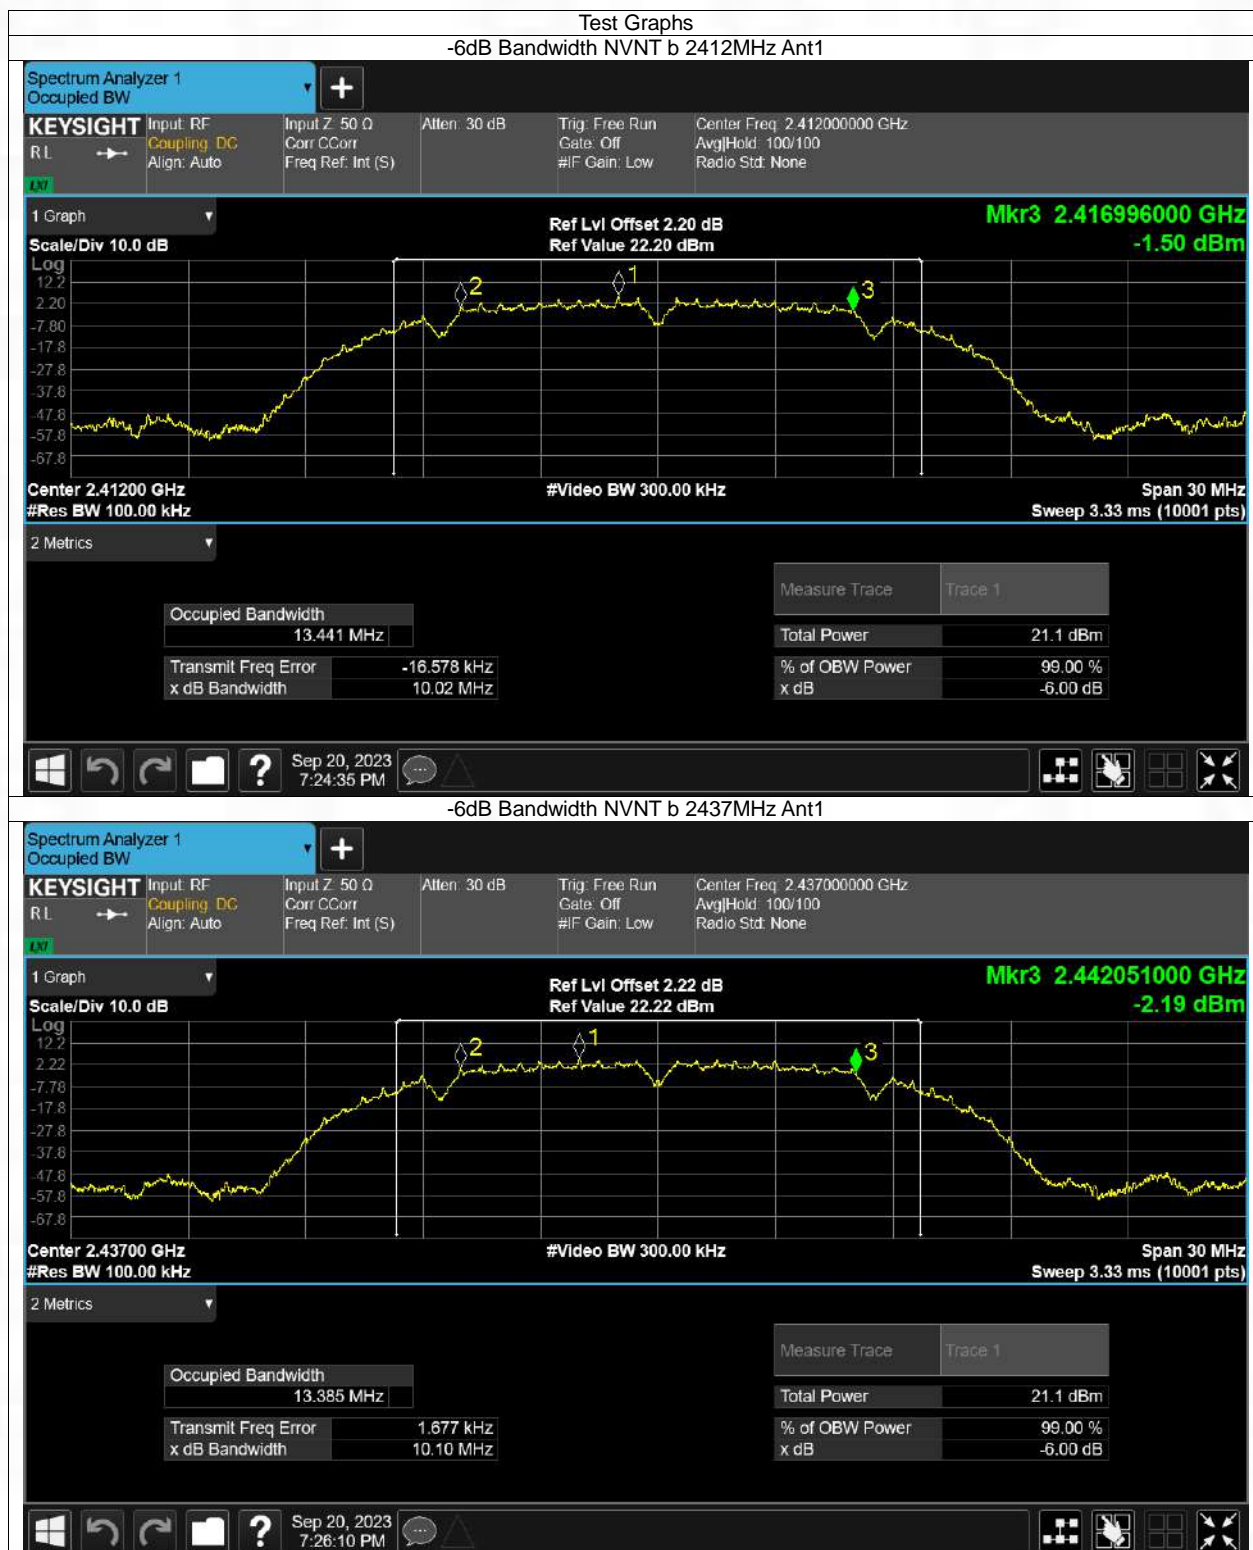 Test Graphs
-6dB Bandwidth NVNT b 2412MHz Ant1
Spectrum Analyzer 1
Occupied BW
+
KEYSIGHT
RL
LXI
Input: RF
Coupling: DC
Align: Auto
Input Z: 50 Ω
Corr CCorr
Freq Ref: Int (S)
Atten: 30 dB
Trig: Free Run
Gate: Off
#IF Gain: Low
Center Freq: 2.412000000 GHz
Avg|Hold: 100/100
Radio Std: None
1 Graph
Scale/Div 10.0 dB
Ref Lvl Offset 2.20 dB
Ref Value 22.20 dBm
Mkr3 2.416996000 GHz
-1.50 dBm
Log
12.2
2.20
-7.80
-17.8
-27.8
-37.8
-47.8
-57.8
-67.8
2
1
3
Center 2.41200 GHz
#Res BW 100.00 kHz
#Video BW 300.00 kHz
Span 30 MHz
Sweep 3.33 ms (10001 pts)
2 Metrics
Measure Trace Trace 1
Occupied Bandwidth
13.441 MHz
Total Power 21.1 dBm
Transmit Freq Error -16.578 kHz
x dB Bandwidth 10.02 MHz
% of OBW Power 99.00 %
x dB -6.00 dB
?
Sep 20, 2023
7:24:35 PM
-6dB Bandwidth NVNT b 2437MHz Ant1
Spectrum Analyzer 1
Occupied BW
+
KEYSIGHT
RL
LXI
Input: RF
Coupling: DC
Align: Auto
Input Z: 50 Ω
Corr CCorr
Freq Ref: Int (S)
Atten: 30 dB
Trig: Free Run
Gate: Off
#IF Gain: Low
Center Freq: 2.437000000 GHz
Avg|Hold: 100/100
Radio Std: None
1 Graph
Scale/Div 10.0 dB
Ref Lvl Offset 2.22 dB
Ref Value 22.22 dBm
Mkr3 2.442051000 GHz
-2.19 dBm
Log
12.2
2.22
-7.78
-17.8
-27.8
-37.8
-47.8
-57.8
-67.8
2
1
3
Center 2.43700 GHz
#Res BW 100.00 kHz
#Video BW 300.00 kHz
Span 30 MHz
Sweep 3.33 ms (10001 pts)
2 Metrics
Measure Trace Trace 1
Occupied Bandwidth
13.385 MHz
Total Power 21.1 dBm
Transmit Freq Error 1.677 kHz
x dB Bandwidth 10.10 MHz
% of OBW Power 99.00 %
x dB -6.00 dB
?
Sep 20, 2023
7:26:10 PM